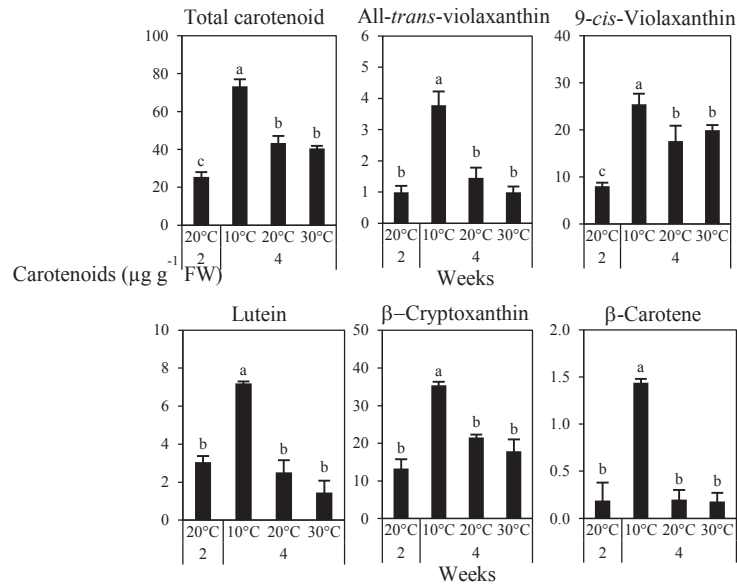 Total carotenoid
All-trans-violaxanthin
9-cis-Violaxanthin
100
80
60
40
20
0
c
a
b
b
20°C
10°C
20°C
30°C
2
4
6
5
4
3
2
1
0
b
a
b
b
20°C
10°C
20°C
30°C
2
4
40
30
20
10
0
c
a
b
b
20°C
10°C
20°C
30°C
2
4
Carotenoids (µg g-1 FW)
Weeks
Lutein
β–Cryptoxanthin
β-Carotene
10
8
6
4
2
0
b
a
b
b
20°C
10°C
20°C
30°C
2
4
50
40
30
20
10
0
b
a
b
b
20°C
10°C
20°C
30°C
2
4
2.0
1.5
1.0
0.5
0.0
b
a
b
b
20°C
10°C
20°C
30°C
2
4
Weeks